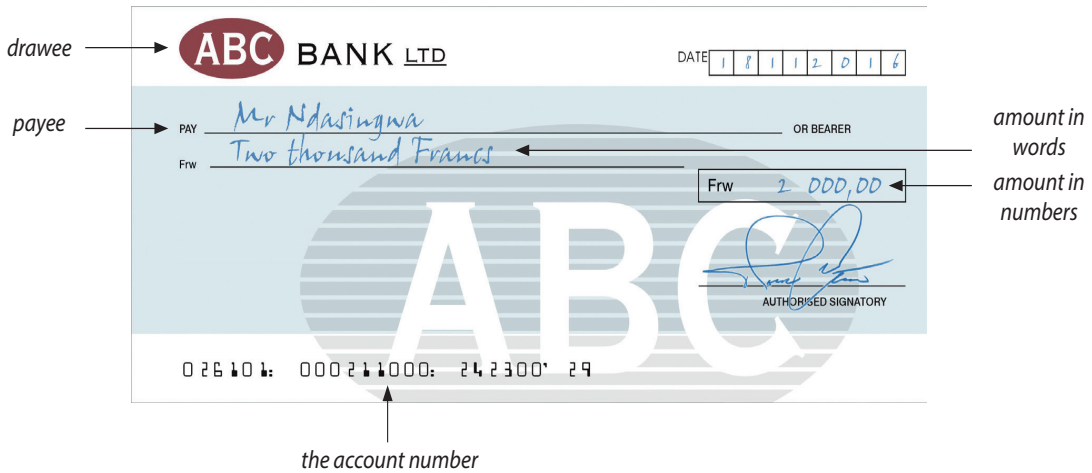 drawee
ABC BANK LTD
DATE 1 8 1 1 2 0 1 6
payee
PAY Mr Ndasingwa OR BEARER
amount in
words
Frw Two thousand Francs
amount in
numbers
Frw 2 000,00
ABC
AUTHORISED SIGNATORY
026101: 000211000: 242300' 29
the account number